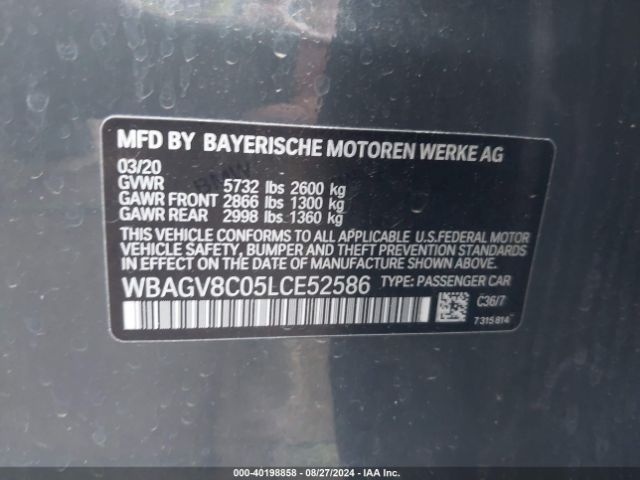 MFD BY BAYERISCHE MOTOREN WERKE AG
03/20
GVWR 5732 lbs 2600 kg
GAWR FRONT 2866 lbs 1300 kg
GAWR REAR 2998 lbs 1360 kg
THIS VEHICLE CONFORMS TO ALL APPLICABLE U.S.FEDERAL MOTOR
VEHICLE SAFETY, BUMPER AND THEFT PREVENTION STANDARDS
IN EFFECT ON THE DATE OF MANUFACTURE SHOWN ABOVE.
WBAGV8C05LCE52586 TYPE: PASSENGER CAR
C36/7
7315814
000-40198858 - 08/27/2024 - IAA Inc.